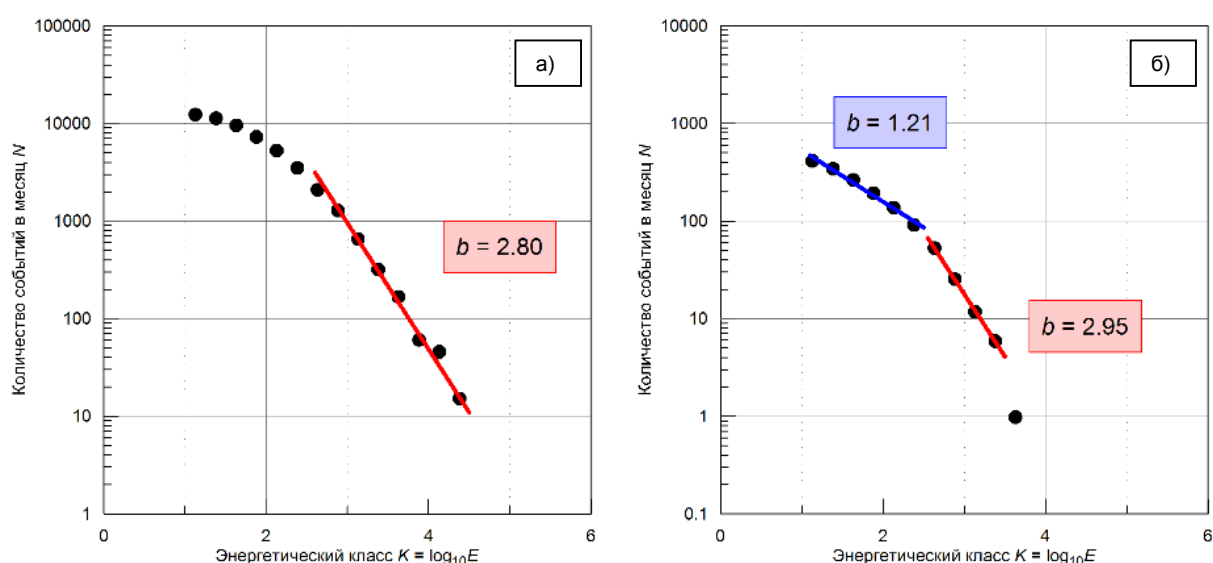 100000
10000
1000
100
10
1
0
2
4
6
Количество событий в месяц N
Энергетический класс K = log10E
а)
b = 2.80
10000
1000
100
10
1
0.1
0
2
4
6
Количество событий в месяц N
Энергетический класс K = log10E
б)
b = 1.21
b = 2.95